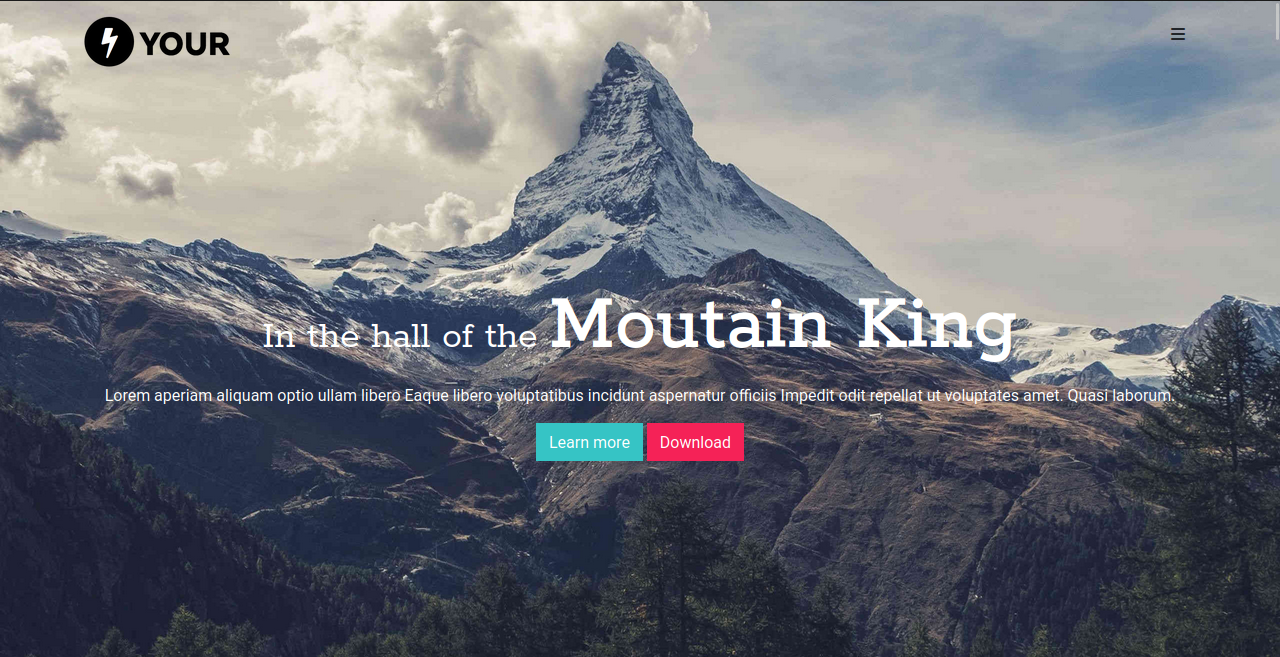 YOUR
In the hall of the Moutain King
Lorem aperiam aliquam optio ullam libero Eaque libero voluptatibus incidunt aspernatur officiis Impedit odit repellat ut voluptates amet. Quasi laborum.
Learn more Download